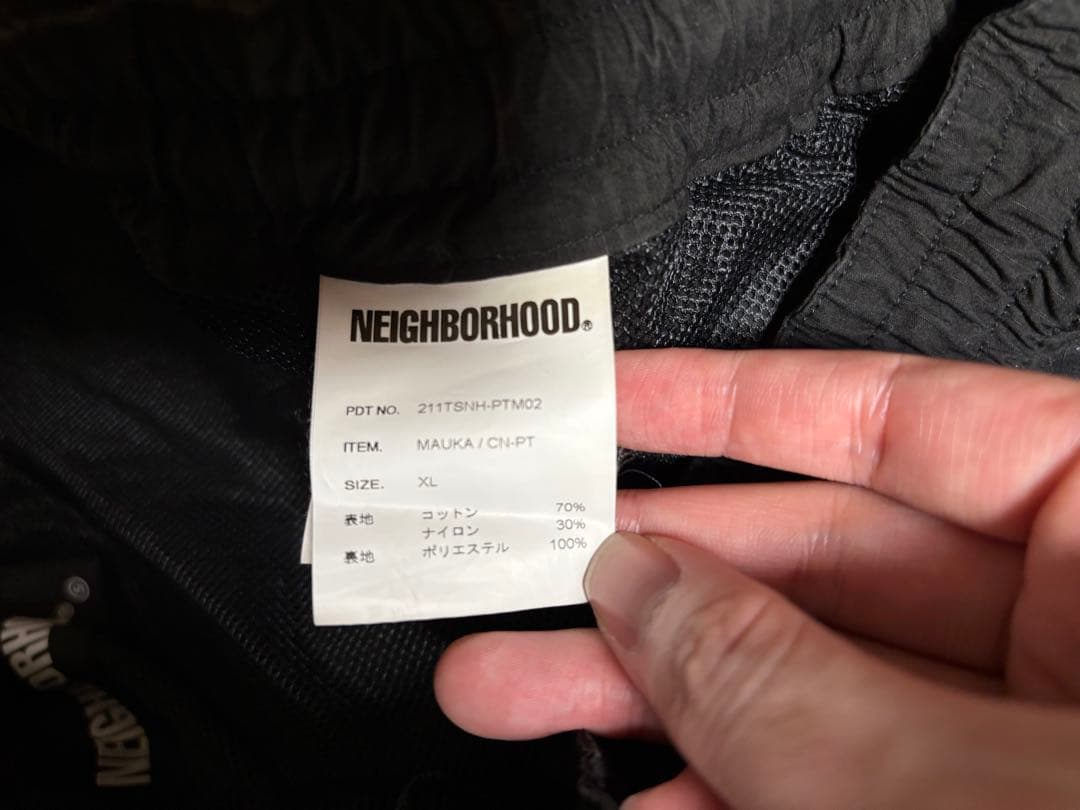 NEIGHBORHOOD®
PDT NO. 211TSNH-PTM02
ITEM. MAUKA / CN-PT
SIZE. XL
表地 コットン 70%
ナイロン 30%
裏地 ポリエステル 100%